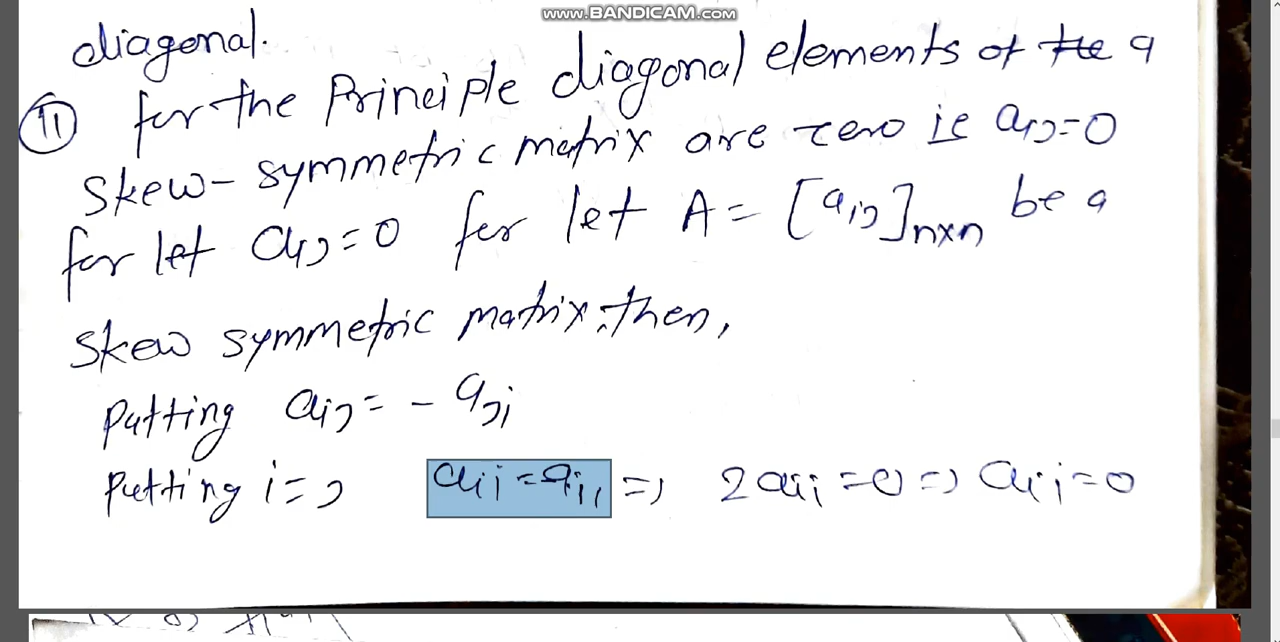 www.BANDICAM.com
diagonal.
11 for the Principle diagonal elements of the a
skew-symmetric matrix are zero ie aij=0
for let aij=0 for let A = [aij]n×n be a
skew symmetric matrix. then,
Putting aij = - aji
Putting i=j aii=aii => 2aii=0 => aii=0